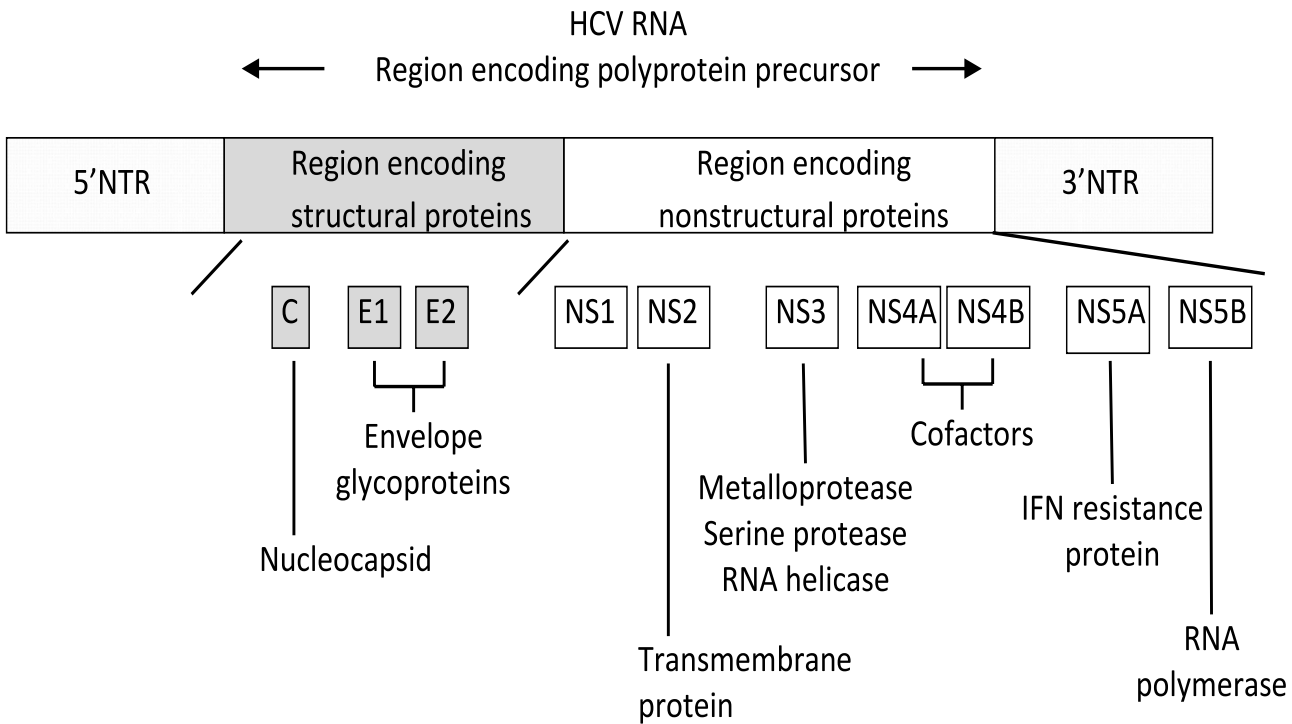 HCV RNA
Region encoding polyprotein precursor
5’NTR
Region encoding
structural proteins
Region encoding
nonstructural proteins
3’NTR
C
E1
E2
NS1
NS2
NS3
NS4A
NS4B
NS5A
NS5B
Envelope
glycoproteins
Cofactors
Metalloprotease
Serine protease
RNA helicase
IFN resistance
protein
Nucleocapsid
RNA
polymerase
Transmembrane
protein